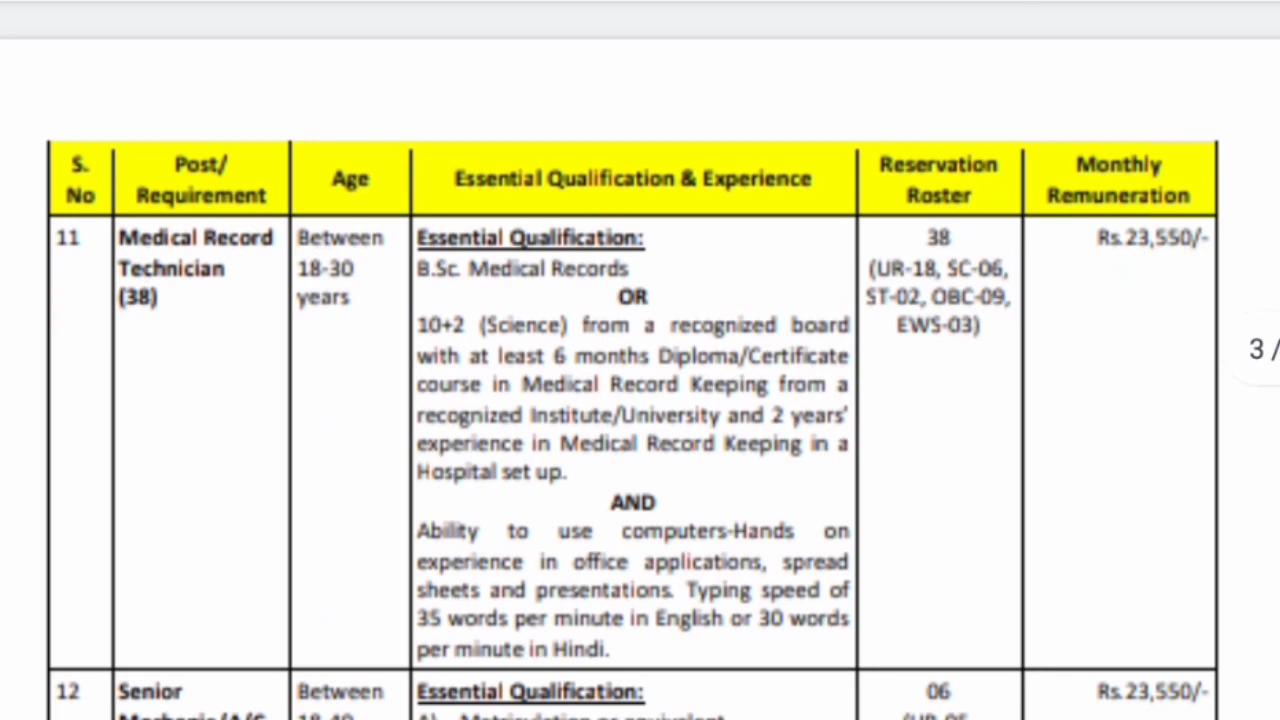 S. No
Post/ Requirement
Age
Essential Qualification & Experience
Reservation Roster
Monthly Remuneration
11
Medical Record
Technician
(38)
Between
18-30
years
Essential Qualification:
B.Sc. Medical Records
OR
10+2 (Science) from a recognized board
with at least 6 months Diploma/Certificate
course in Medical Record Keeping from a
recognized Institute/University and 2 years'
experience in Medical Record Keeping in a
Hospital set up.
AND
Ability to use computers-Hands on
experience in office applications, spread
sheets and presentations. Typing speed of
35 words per minute in English or 30 words
per minute in Hindi.
38
(UR-18, SC-06,
ST-02, OBC-09,
EWS-03)
Rs.23,550/-
3 /
12
Senior
Between
Essential Qualification:
06
Rs.23,550/-